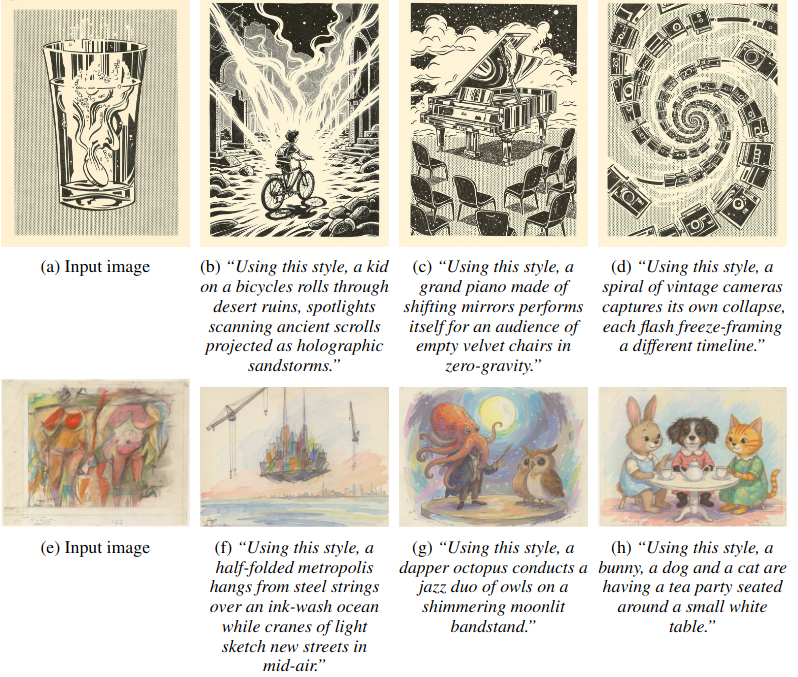 (a) Input image
(b) “Using this style, a kid
on a bicycles rolls through
desert ruins, spotlights
scanning ancient scrolls
projected as holographic
sandstorms.”
(c) “Using this style, a
grand piano made of
shifting mirrors performs
itself for an audience of
empty velvet chairs in
zero-gravity.”
(d) “Using this style, a
spiral of vintage cameras
captures its own collapse,
each flash freeze-framing
a different timeline.”
(e) Input image
(f) “Using this style, a
half-folded metropolis
hangs from steel strings
over an ink-wash ocean
while cranes of light
sketch new streets in
mid-air.”
(g) “Using this style, a
dapper octopus conducts a
jazz duo of owls on a
shimmering moonlit
bandstand.”
(h) “Using this style, a
bunny, a dog and a cat are
having a tea party seated
around a small white
table.”